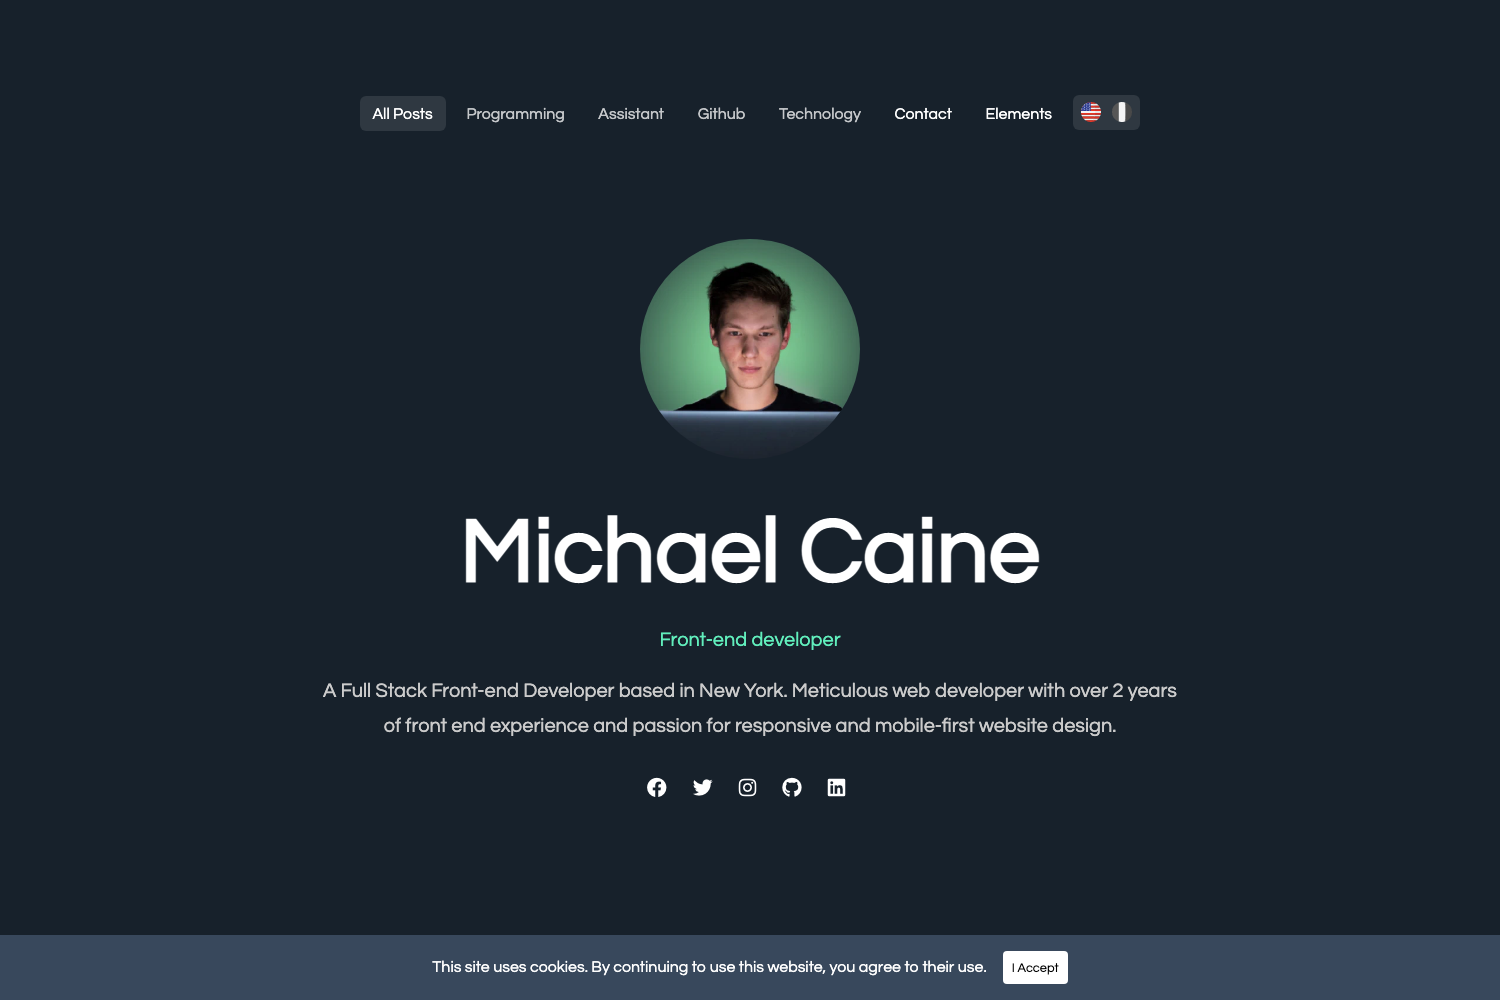 All Posts Programming Assistant Github Technology Contact Elements
Michael Caine
Front-end developer
A Full Stack Front-end Developer based in New York. Meticulous web developer with over 2 years
of front end experience and passion for responsive and mobile-first website design.
This site uses cookies. By continuing to use this website, you agree to their use. I Accept